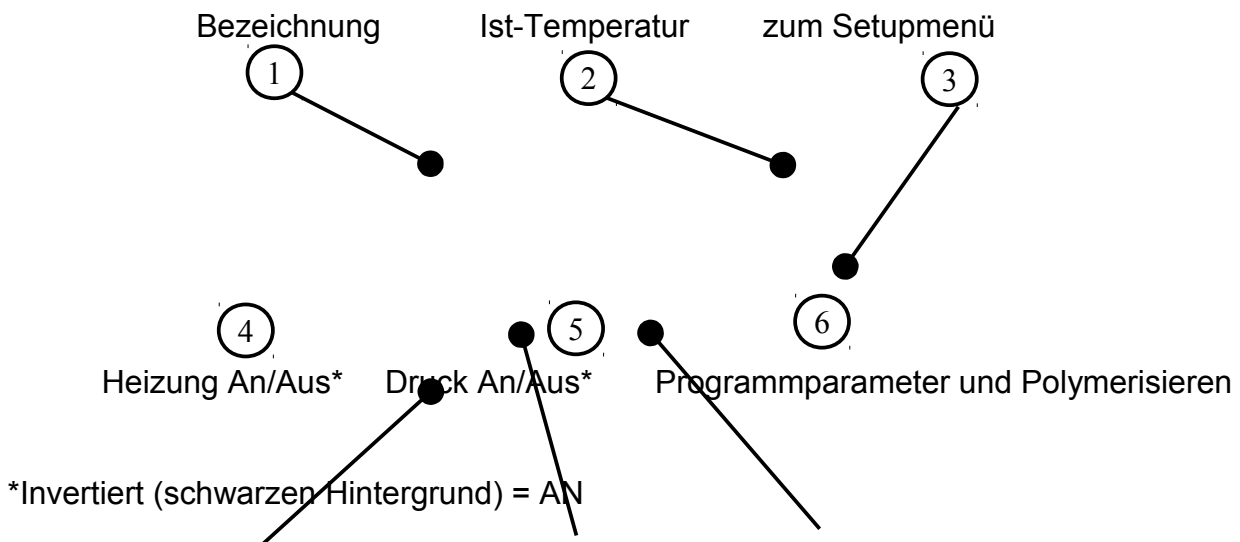 Bezeichnung Ist-Temperatur zum Setupmenü
1 2 3
4 5 6
Heizung An/Aus* Druck An/Aus* Programmparameter und Polymerisieren
*Invertiert (schwarzen Hintergrund) = AN